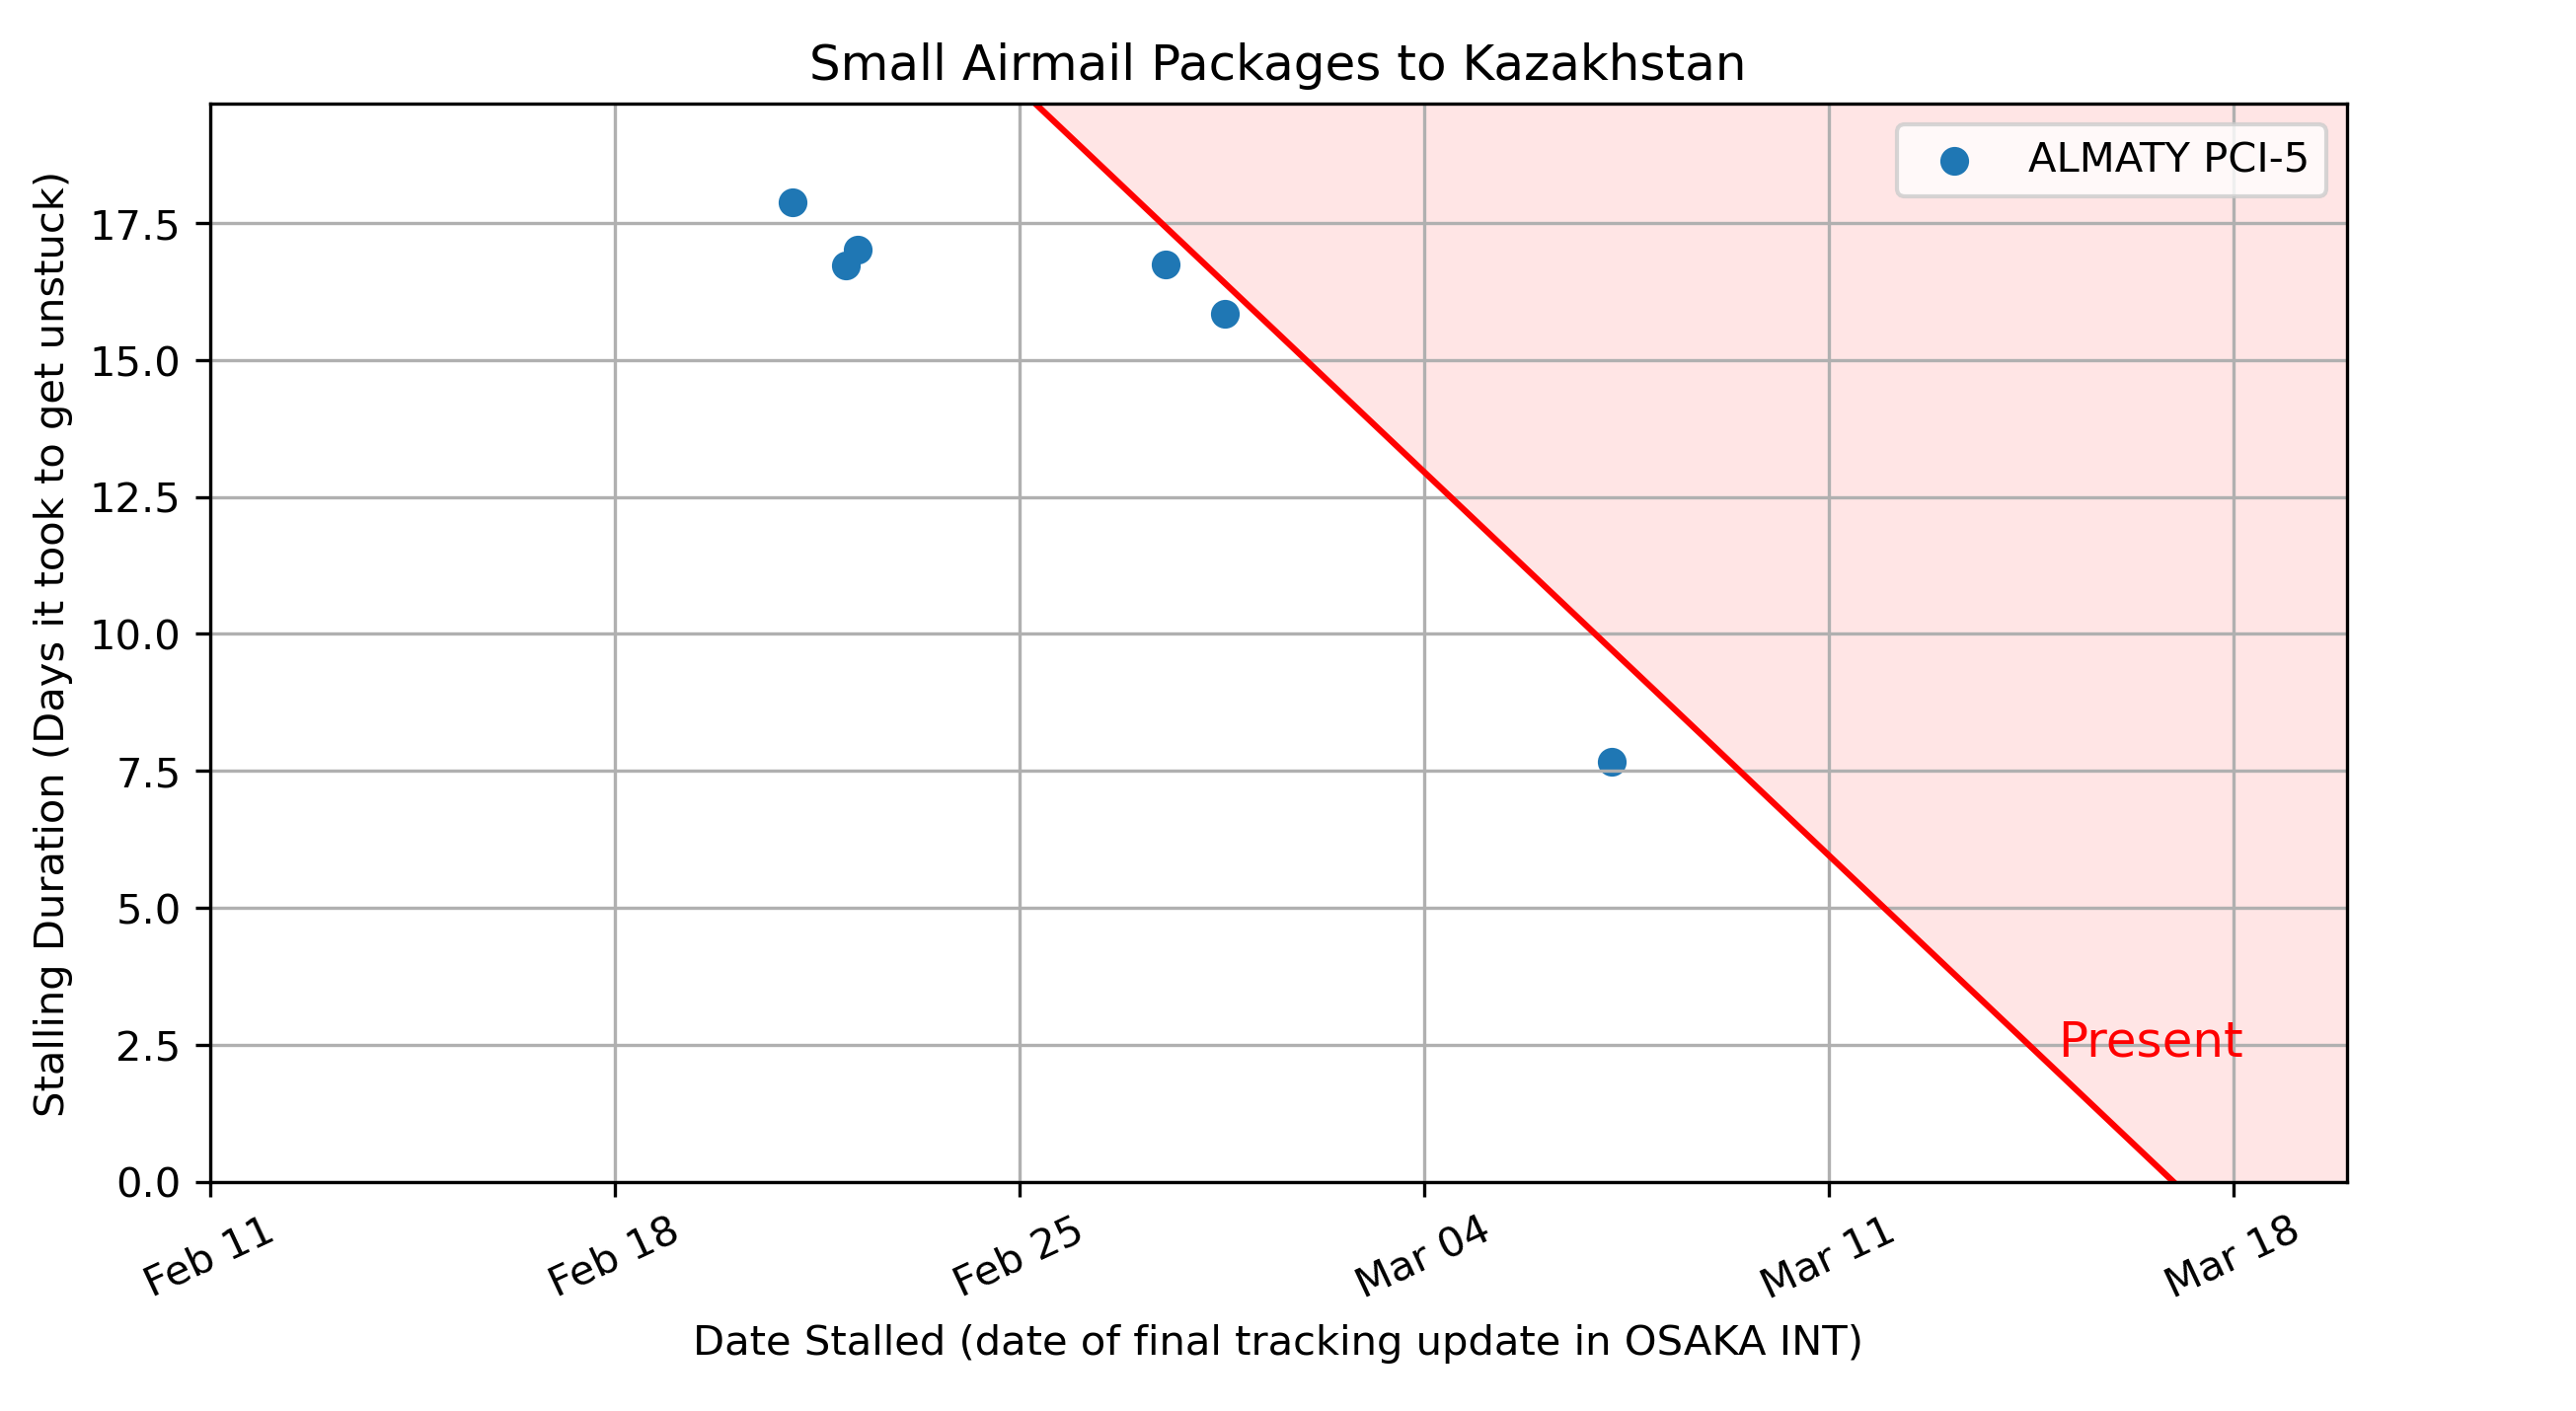 Small Airmail Packages to Kazakhstan
ALMATY PCI-5
Stalling Duration (Days it took to get unstuck)
17.5
15.0
12.5
10.0
7.5
5.0
2.5
0.0
Present
Feb 11
Feb 18
Feb 25
Mar 04
Mar 11
Mar 18
Date Stalled (date of final tracking update in OSAKA INT)